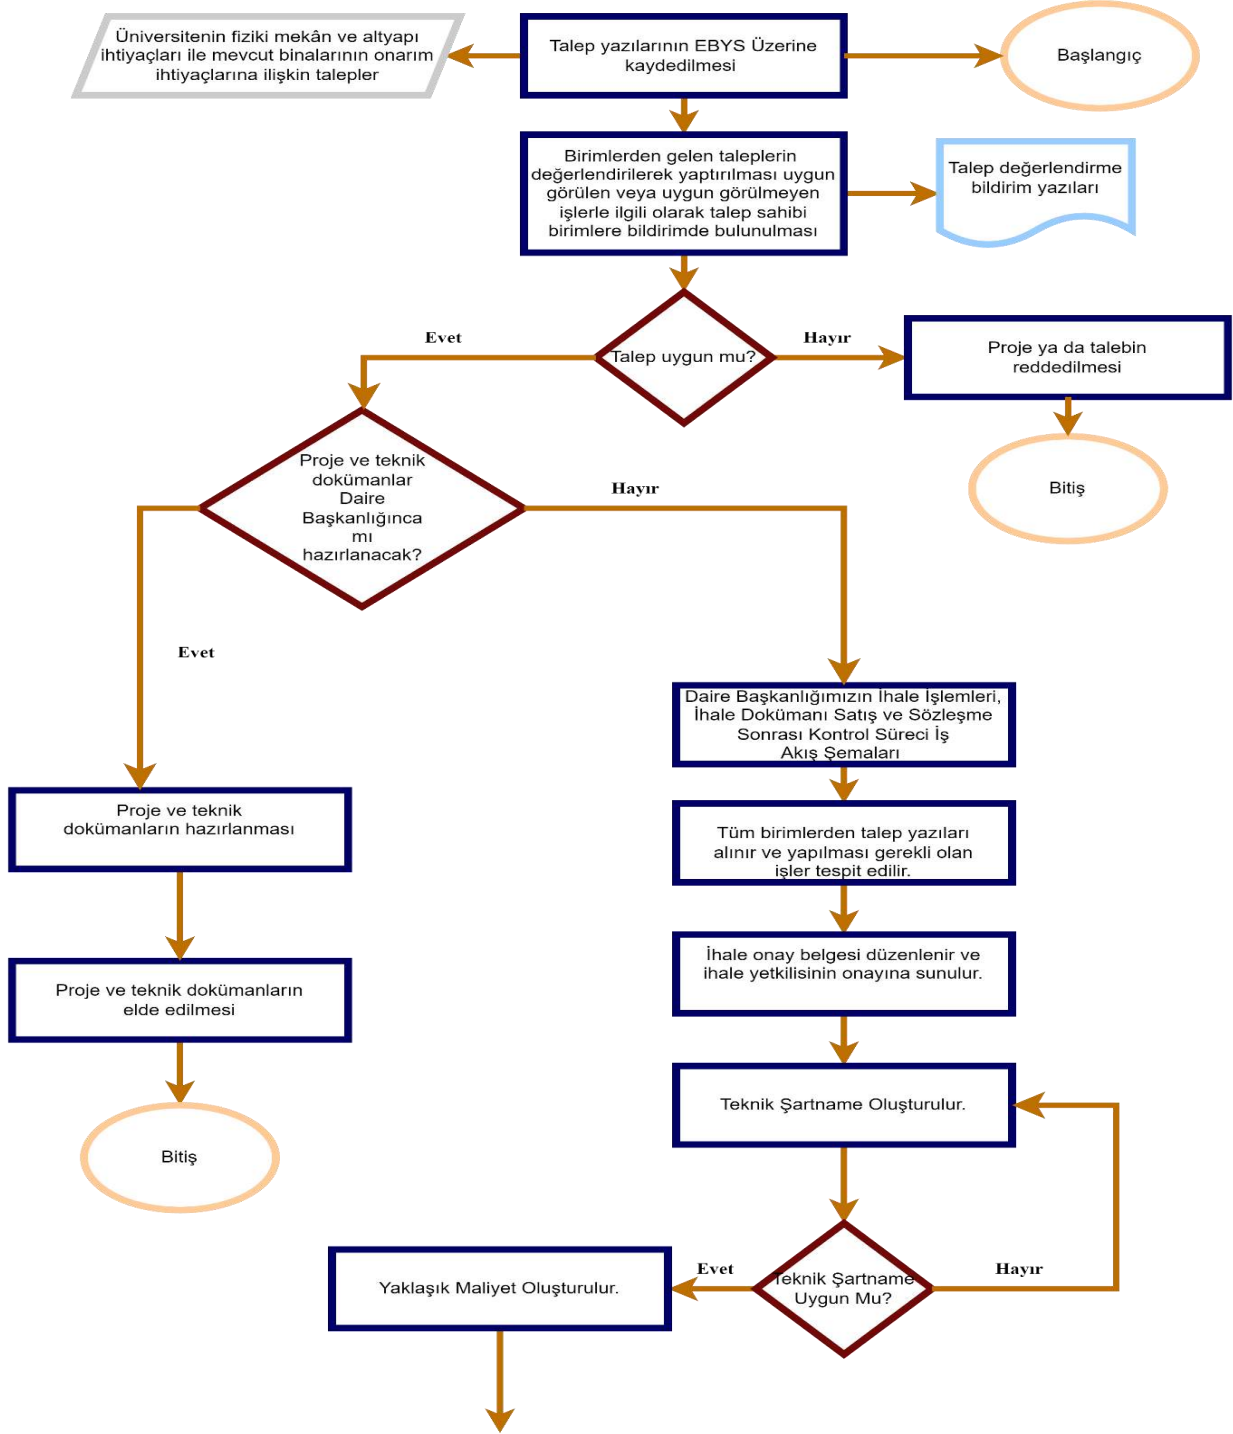 Üniversitenin fiziki mekân ve altyapı
ihtiyaçları ile mevcut binalarının onarım
ihtiyaçlarına ilişkin talepler
Talep yazılarının EBYS Üzerine
kaydedilmesi
Başlangıç
Birimlerden gelen taleplerin
değerlendirilerek yaptırılması uygun
görülen veya uygun görülmeyen
işlerle ilgili olarak talep sahibi
birimlere bildirimde bulunulması
Talep değerlendirme
bildirim yazıları
Talep uygun mu?
Evet
Hayır
Proje ya da talebin
reddedilmesi
Bitiş
Proje ve teknik
dokümanlar
Daire
Başkanlığınca
mı
hazırlanacak?
Hayır
Evet
Daire Başkanlığımızın İhale İşlemleri,
İhale Dokümanı Satış ve Sözleşme
Sonrası Kontrol Süreci İş
Akış Şemaları
Proje ve teknik
dokümanların hazırlanması
Tüm birimlerden talep yazıları
alınır ve yapılması gerekli olan
işler tespit edilir.
İhale onay belgesi düzenlenir ve
ihale yetkilisinin onayına sunulur.
Proje ve teknik dokümanların
elde edilmesi
Teknik Şartname Oluşturulur.
Bitiş
Teknik Şartname
Uygun Mu?
Evet
Hayır
Yaklaşık Maliyet Oluşturulur.